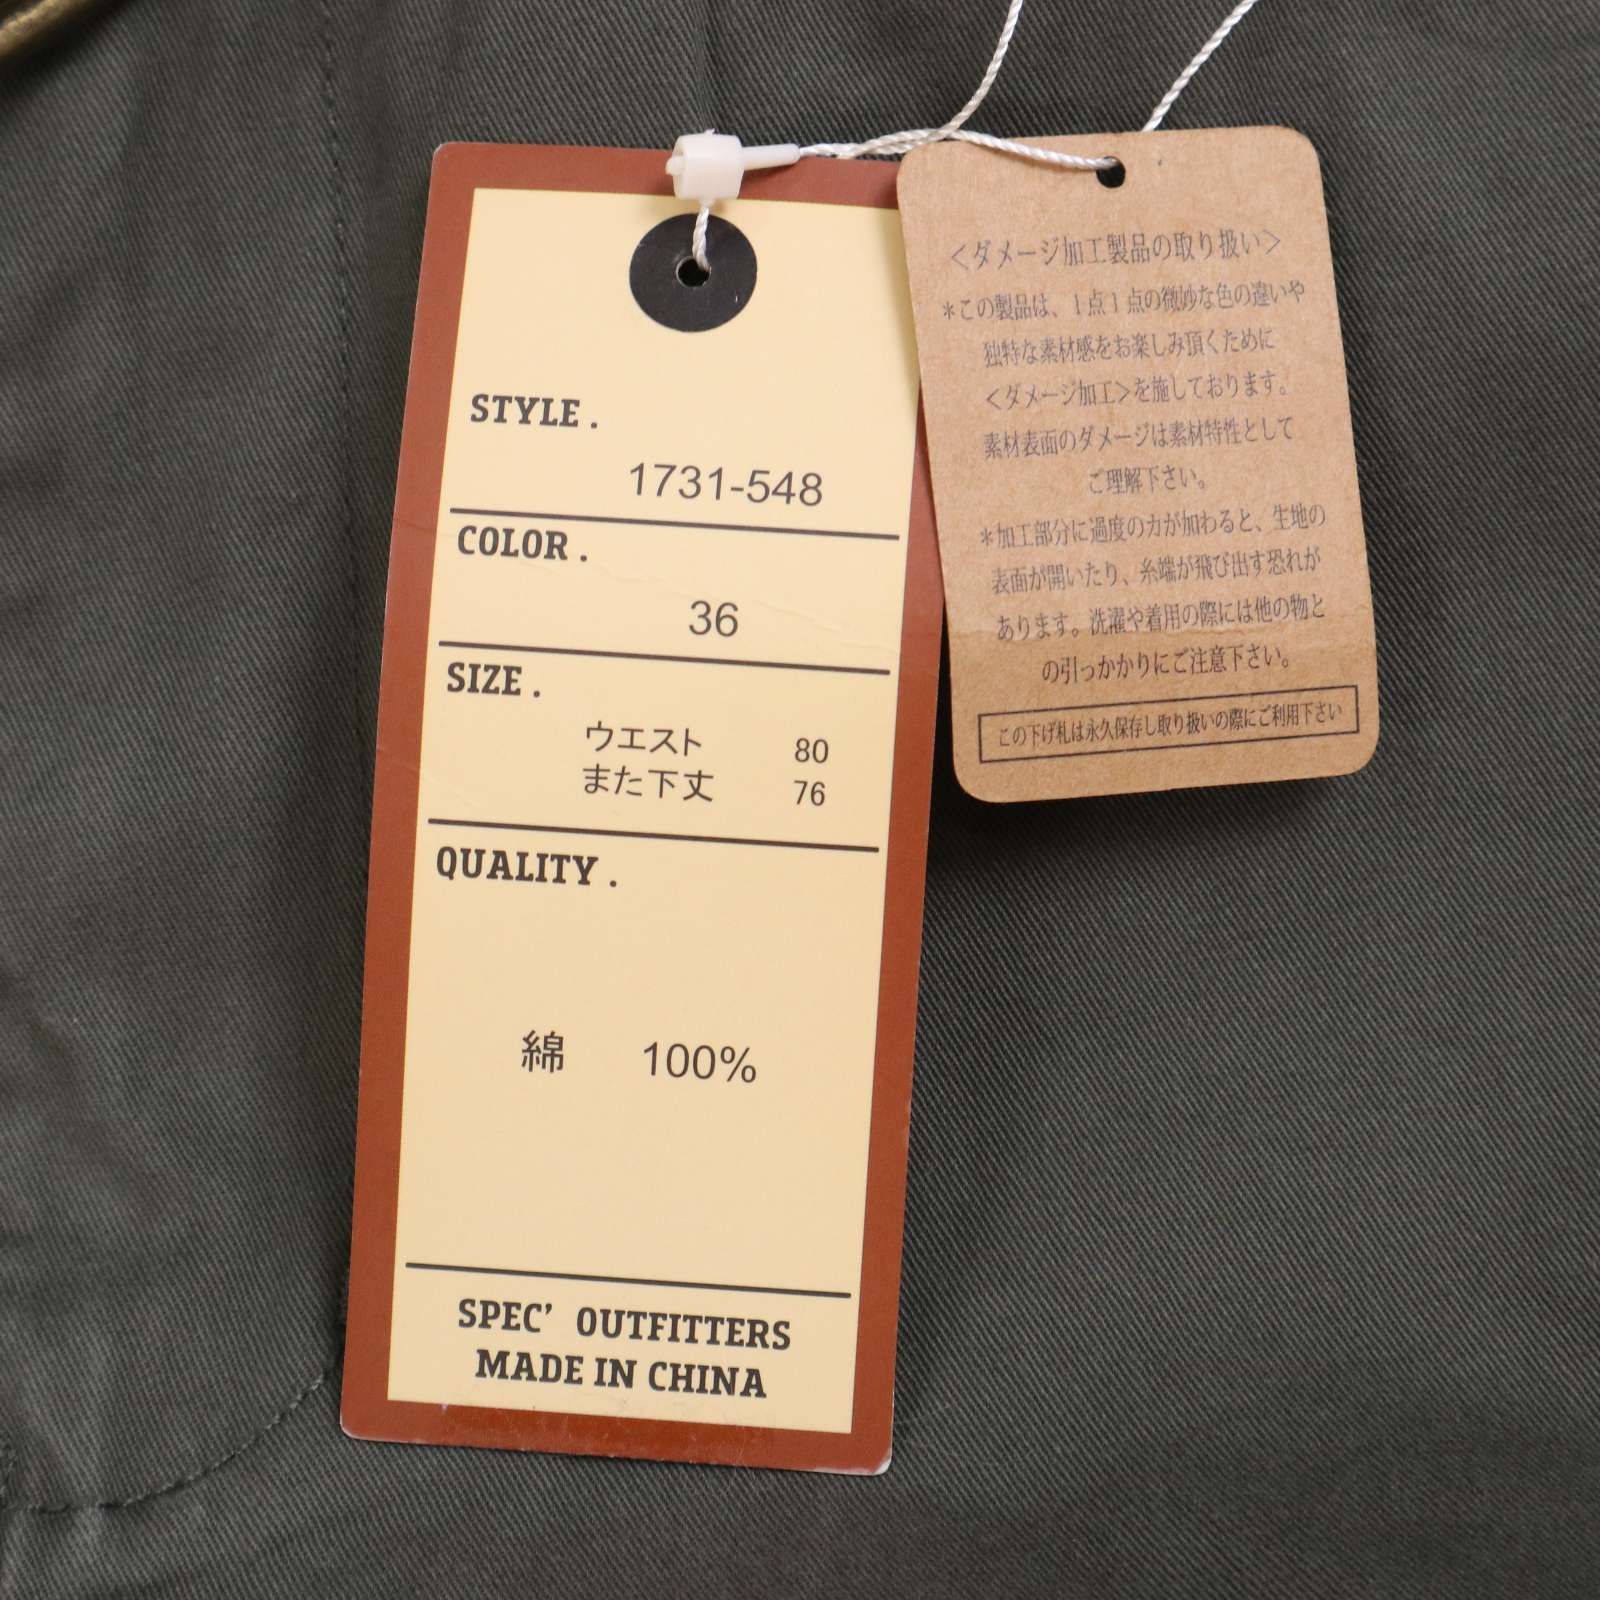 STYLE .
1731-548
COLOR .
36
SIZE .
ウエスト 80
また下丈 76
QUALITY .
綿 100%
SPEC' OUTFITTERS
MADE IN CHINA
<ダメージ加工製品の取り扱い>
*この製品は、1点1点の微妙な色の違いや
独特な素材感をお楽しみ頂くために
<ダメージ加工>を施しております。
素材表面のダメージは素材特性として
ご理解下さい。
*加工部分に過度の力が加わると、生地の
表面が開いたり、糸端が飛び出す恐れが
あります。洗濯や着用の際には他の物と
の引っかかりにご注意下さい。
この下げ札は永久保存し取り扱いの際にご利用下さい